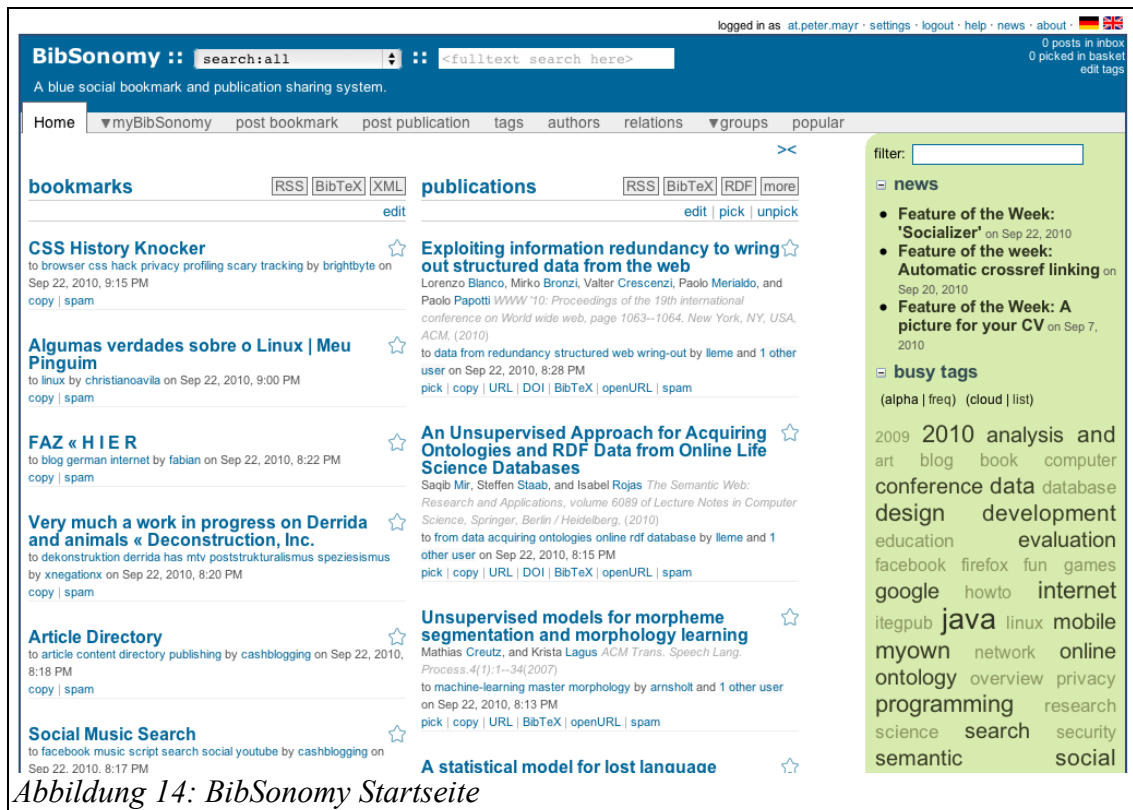 logged in as at.peter.mayr · settings · logout · help · news · about ·
BibSonomy :: search:all :: <fulltext search here>
0 posts in inbox
0 picked in basket
edit tags
A blue social bookmark and publication sharing system.
Home ▼myBibSonomy post bookmark post publication tags authors relations ▼groups popular
><
bookmarks RSS BibTeX XML
edit
CSS History Knocker
to browser css hack privacy profiling scary tracking by brightbyte on
Sep 22, 2010, 9:15 PM
copy | spam
Algumas verdades sobre o Linux | Meu
Pinguim
to linux by christianoavila on Sep 22, 2010, 9:00 PM
copy | spam
FAZ « H I E R
to blog german internet by fabian on Sep 22, 2010, 8:22 PM
copy | spam
Very much a work in progress on Derrida
and animals « Deconstruction, Inc.
to dekonstruktion derrida has mtv poststrukturalismus speziesismus
by xnegationx on Sep 22, 2010, 8:20
PM
copy | spam
Article Directory
to article content directory publishing by cashblogging on Sep 22, 2010,
8:18 PM
copy | spam
Social Music Search
to facebook music script search social youtube by cashblogging on
Sep 22, 2010, 8:17 PM
publications RSS BibTeX RDF more
edit | pick | unpick
Exploiting information redundancy to wring
out structured data from the web
Lorenzo Blanco, Mirko Bronzi, Valter Crescenzi, Paolo Merialdo, and
Paolo Papotti WWW '10: Proceedings of the 19th international
conference on World wide web, page 1063--1064. New York, NY, USA,
ACM, (2010)
to data from redundancy structured web wring-out by lleme and 1 other
user on Sep 22, 2010, 8:28 PM
pick | copy | URL | DOI | BibTeX | openURL | spam
An Unsupervised Approach for Acquiring
Ontologies and RDF Data from Online Life
Science Databases
Saqib Mir, Steffen Staab, and Isabel Rojas The Semantic Web:
Research and Applications, volume 6089 of Lecture Notes in Computer
Science, Springer, Berlin / Heidelberg, (2010)
to from data acquiring ontologies online rdf database by lleme and 1
other user on Sep 22, 2010, 8:15 PM
pick | copy | URL | DOI | BibTeX | openURL | spam
Unsupervised models for morpheme
segmentation and morphology learning
Mathias Creutz, and Krista Lagus ACM Trans. Speech Lang.
Process.4(1):1--34(2007)
to machine-learning master morphology by arnsholt and 1 other user
on Sep 22, 2010, 8:13 PM
pick | copy | URL | BibTeX | openURL | spam
A statistical model for lost language
filter:
news
• Feature of the Week:
'Socializer' on Sep 22, 2010
• Feature of the week:
Automatic crossref linking on
Sep 20, 2010
• Feature of the Week: A
picture for your CV on Sep 7,
2010
busy tags
(alpha | freq) (cloud | list)
2009 2010 analysis and
art blog book computer
conference data database
design development
education evaluation
facebook firefox fun games
google howto internet
itegpub java linux mobile
myown network online
ontology overview privacy
programming research
science search security
semantic social
Abbildung 14: BibSonomy Startseite